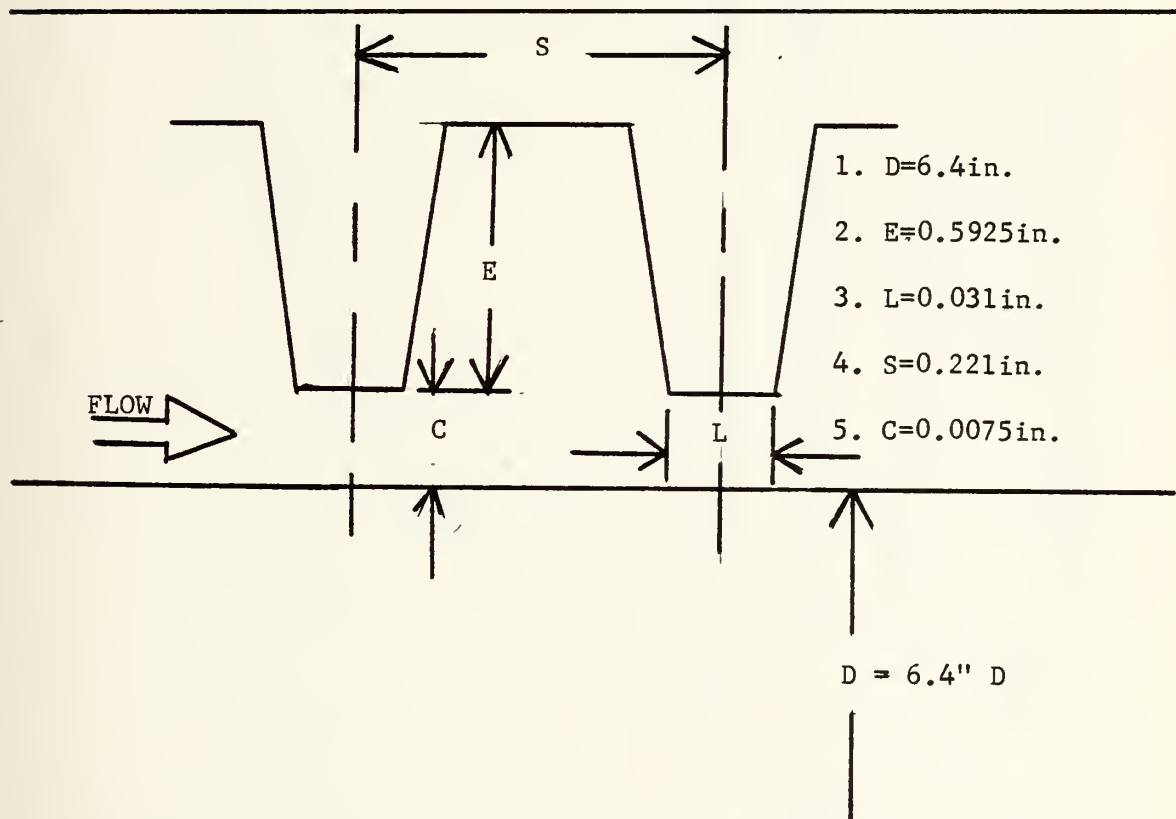 S
1. D=6.4in.
2. E=0.5925in.
E
3. L=0.031in.
4. S=0.221in.
FLOW
C
L
5. C=0.0075in.
D = 6.4" D